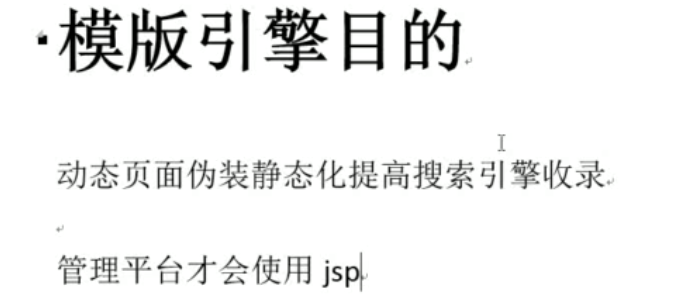 模版引擎目的
动态页面伪装静态化提高搜索引擎收录
管理平台才会使用 jsp